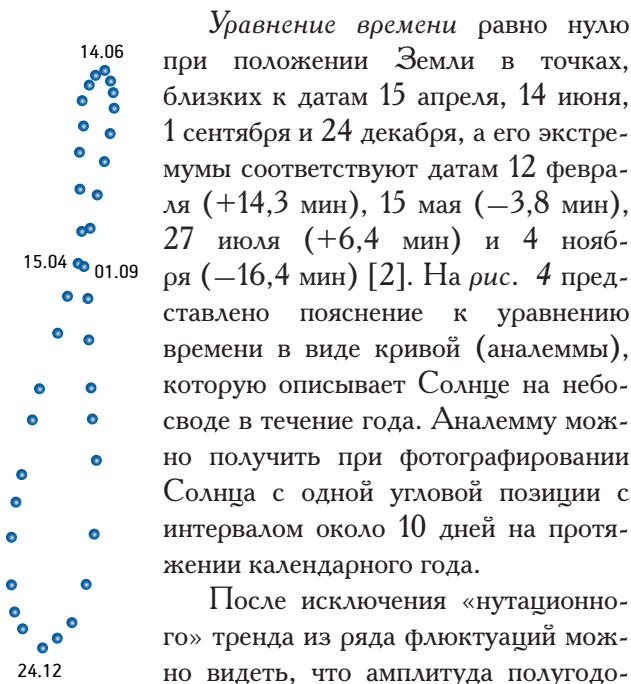 14.06
15.04
01.09
24.12
Уравнение времени равно нулю
при положении Земли в точках,
близких к датам 15 апреля, 14 июня,
1 сентября и 24 декабря, а его экстре-
мумы соответствуют датам 12 февра-
ля (+14,3 мин), 15 мая (—3,8 мин),
27 июля (+6,4 мин) и 4 нояб-
ря (—16,4 мин) [2]. На рис. 4 пред-
ставлено пояснение к уравнению
времени в виде кривой (аналеммы),
которую описывает Солнце на небо-
своде в течение года. Аналемму мож-
но получить при фотографировании
Солнца с одной угловой позиции с
интервалом около 10 дней на протя-
жении календарного года.
После исключения «нутационно-
го» тренда из ряда флюктуаций мож-
но видеть, что амплитуда полугодо-